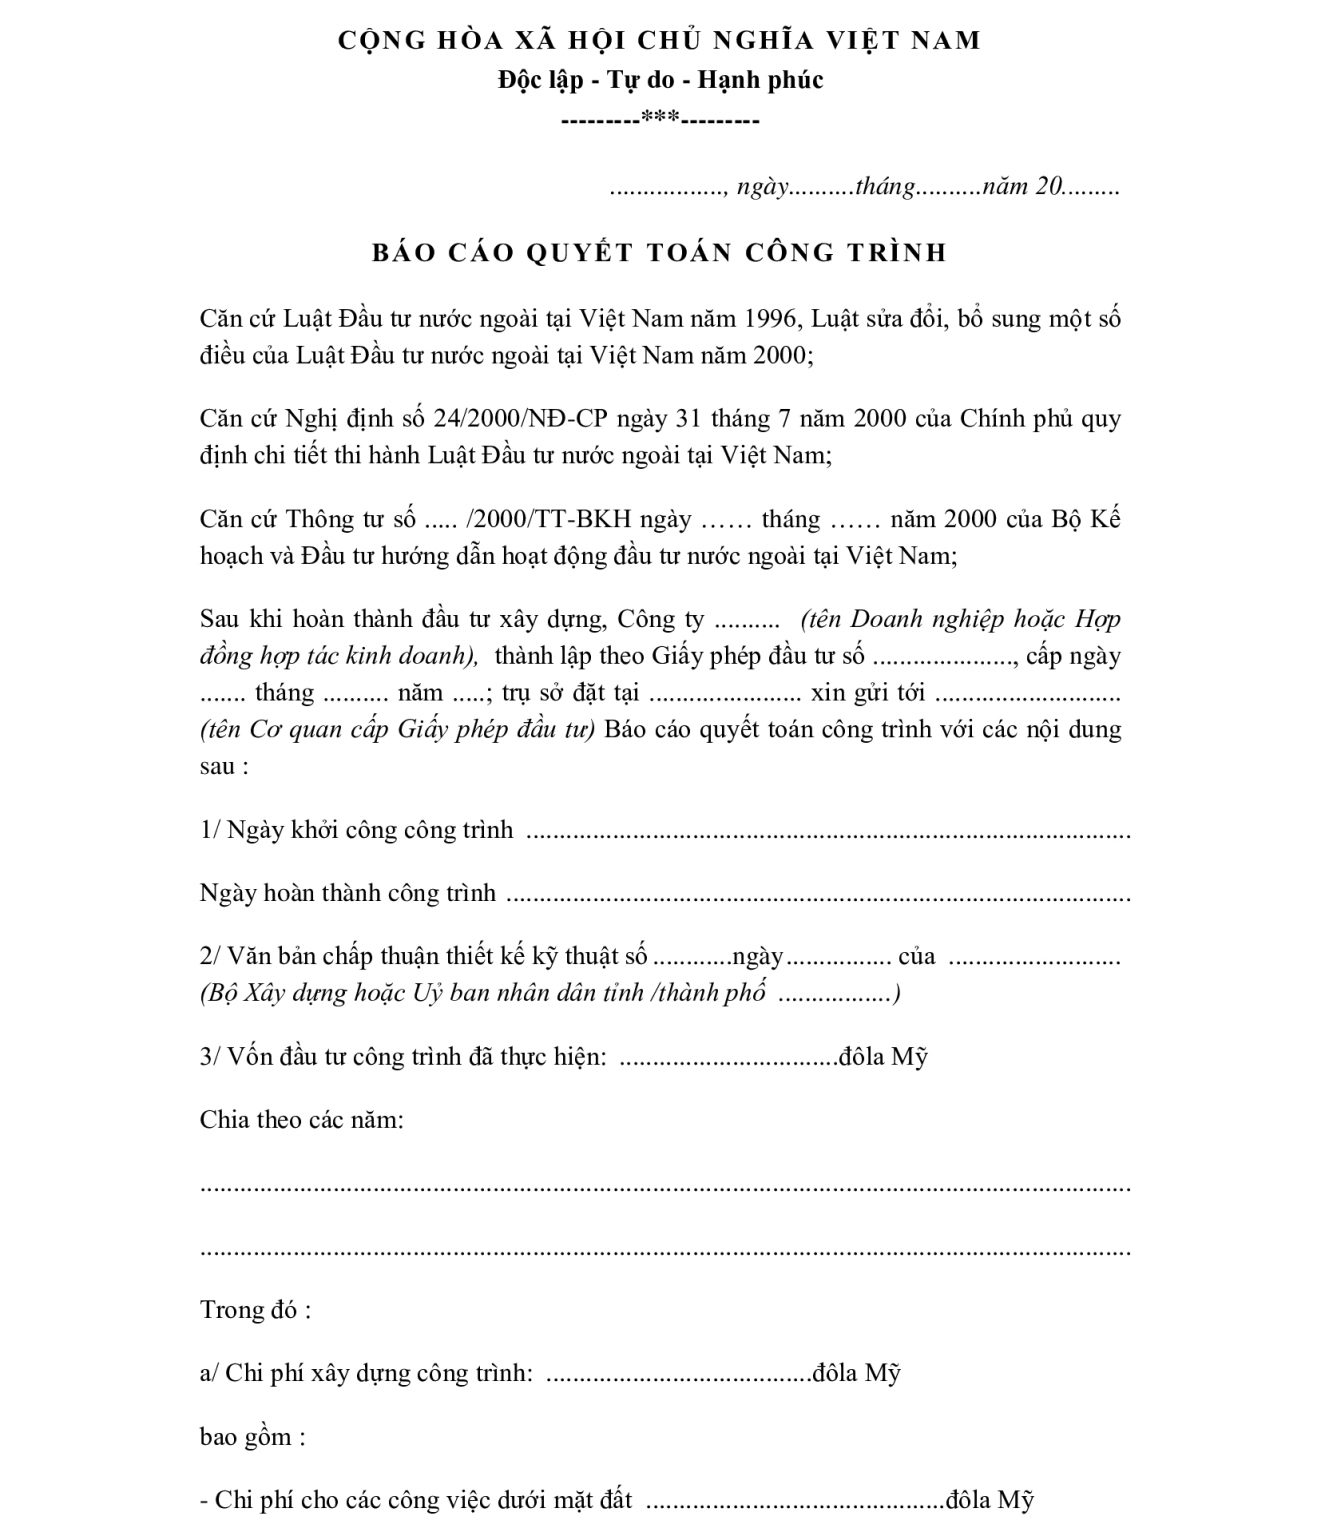 CỘNG HÒA XÃ HỘI CHỦ NGHĨA VIỆT NAM
Độc lập - Tự do - Hạnh phúc
---------***---------
................., ngày..........tháng..........năm 20.........
BÁO CÁO QUYẾT TOÁN CÔNG TRÌNH
Căn cứ Luật Đầu tư nước ngoài tại Việt Nam năm 1996, Luật sửa đổi, bổ sung một số
điều của Luật Đầu tư nước ngoài tại Việt Nam năm 2000;
Căn cứ Nghị định số 24/2000/NĐ-CP ngày 31 tháng 7 năm 2000 của Chính phủ quy
định chi tiết thi hành Luật Đầu tư nước ngoài tại Việt Nam;
Căn cứ Thông tư số ..... /2000/TT-BKH ngày …… tháng …… năm 2000 của Bộ Kế
hoạch và Đầu tư hướng dẫn hoạt động đầu tư nước ngoài tại Việt Nam;
Sau khi hoàn thành đầu tư xây dựng, Công ty .......... (tên Doanh nghiệp hoặc Hợp
đồng hợp tác kinh doanh), thành lập theo Giấy phép đầu tư số ....................., cấp ngày
....... tháng .......... năm .....; trụ sở đặt tại ....................... xin gửi tới ............................
(tên Cơ quan cấp Giấy phép đầu tư) Báo cáo quyết toán công trình với các nội dung
sau :
1/ Ngày khởi công công trình ...........................................................................................
Ngày hoàn thành công trình ..............................................................................................
2/ Văn bản chấp thuận thiết kế kỹ thuật số ............ngày................ của ..........................
(Bộ Xây dựng hoặc Uỷ ban nhân dân tỉnh /thành phố .................)
3/ Vốn đầu tư công trình đã thực hiện: .................................đôla Mỹ
Chia theo các năm:
............................................................................................................................................
............................................................................................................................................
Trong đó :
a/ Chi phí xây dựng công trình: ........................................đôla Mỹ
bao gồm :
- Chi phí cho các công việc dưới mặt đất .............................................đôla Mỹ